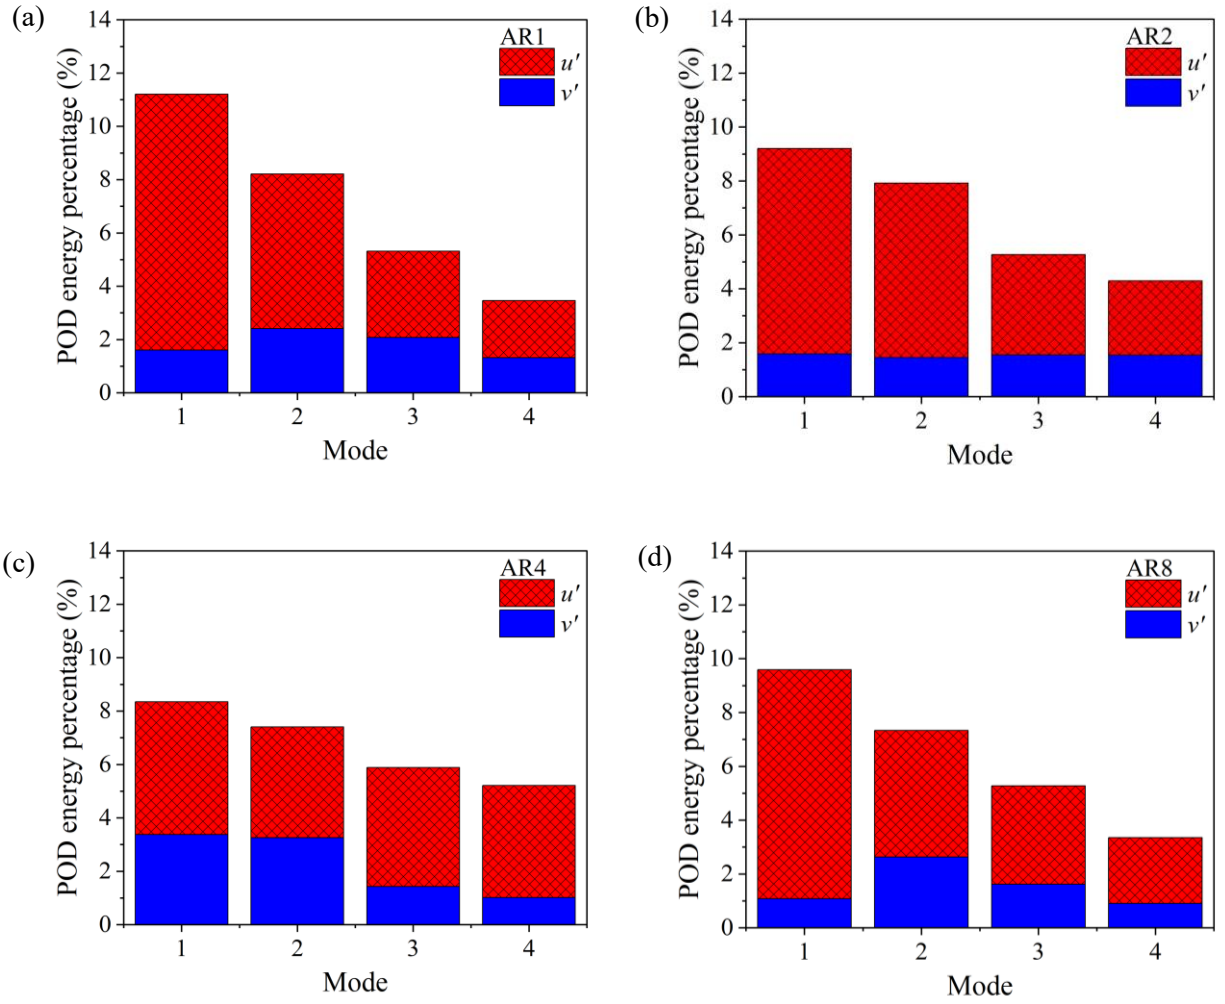 (a)
POD energy percentage (%)
14
12
10
8
6
4
2
0
AR1
u′
v′
1 2 3 4
Mode
(b)
POD energy percentage (%)
14
12
10
8
6
4
2
0
AR2
u′
v′
1 2 3 4
Mode
(c)
POD energy percentage (%)
14
12
10
8
6
4
2
0
AR4
u′
v′
1 2 3 4
Mode
(d)
POD energy percentage (%)
14
12
10
8
6
4
2
0
AR8
u′
v′
1 2 3 4
Mode